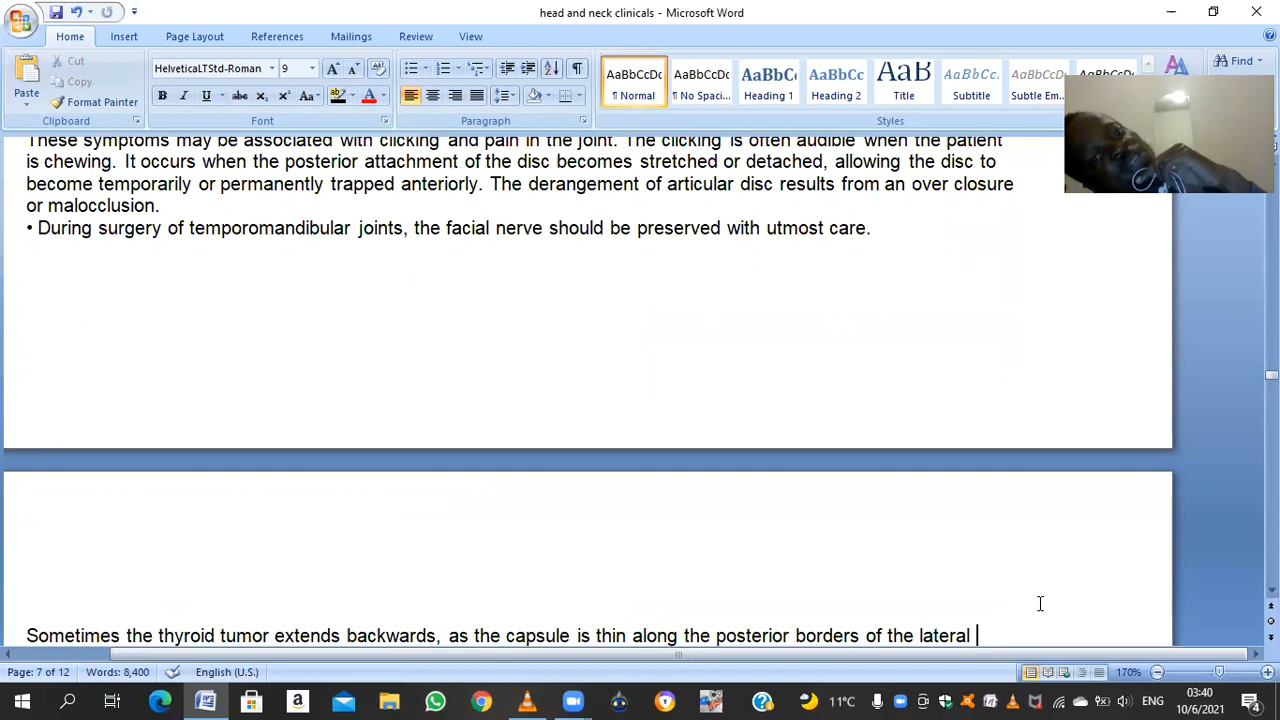 head and neck clinicals - Microsoft Word
Home Insert Page Layout References Mailings Review View
Paste
Cut
Copy
Format Painter
Clipboard
HelveticaLTStd-Roman 9
Font
Paragraph
AaBbCcDc AaBbCcDc AaBbCc AaBbCc AaB AaBbCc. AaBbCcDc AaBbCcDc
¶ Normal ¶ No Spaci... Heading 1 Heading 2 Title Subtitle Subtle Em...
Styles
Find
These symptoms may be associated with clicking and pain in the joint. The clicking is often audible when the patient
is chewing. It occurs when the posterior attachment of the disc becomes stretched or detached, allowing the disc to
become temporarily or permanently trapped anteriorly. The derangement of articular disc results from an over closure
or malocclusion.
• During surgery of temporomandibular joints, the facial nerve should be preserved with utmost care.
Sometimes the thyroid tumor extends backwards, as the capsule is thin along the posterior borders of the lateral
Page: 7 of 12 Words: 8,400 English (U.S.) 170%
11°C ENG 03:40
10/6/2021